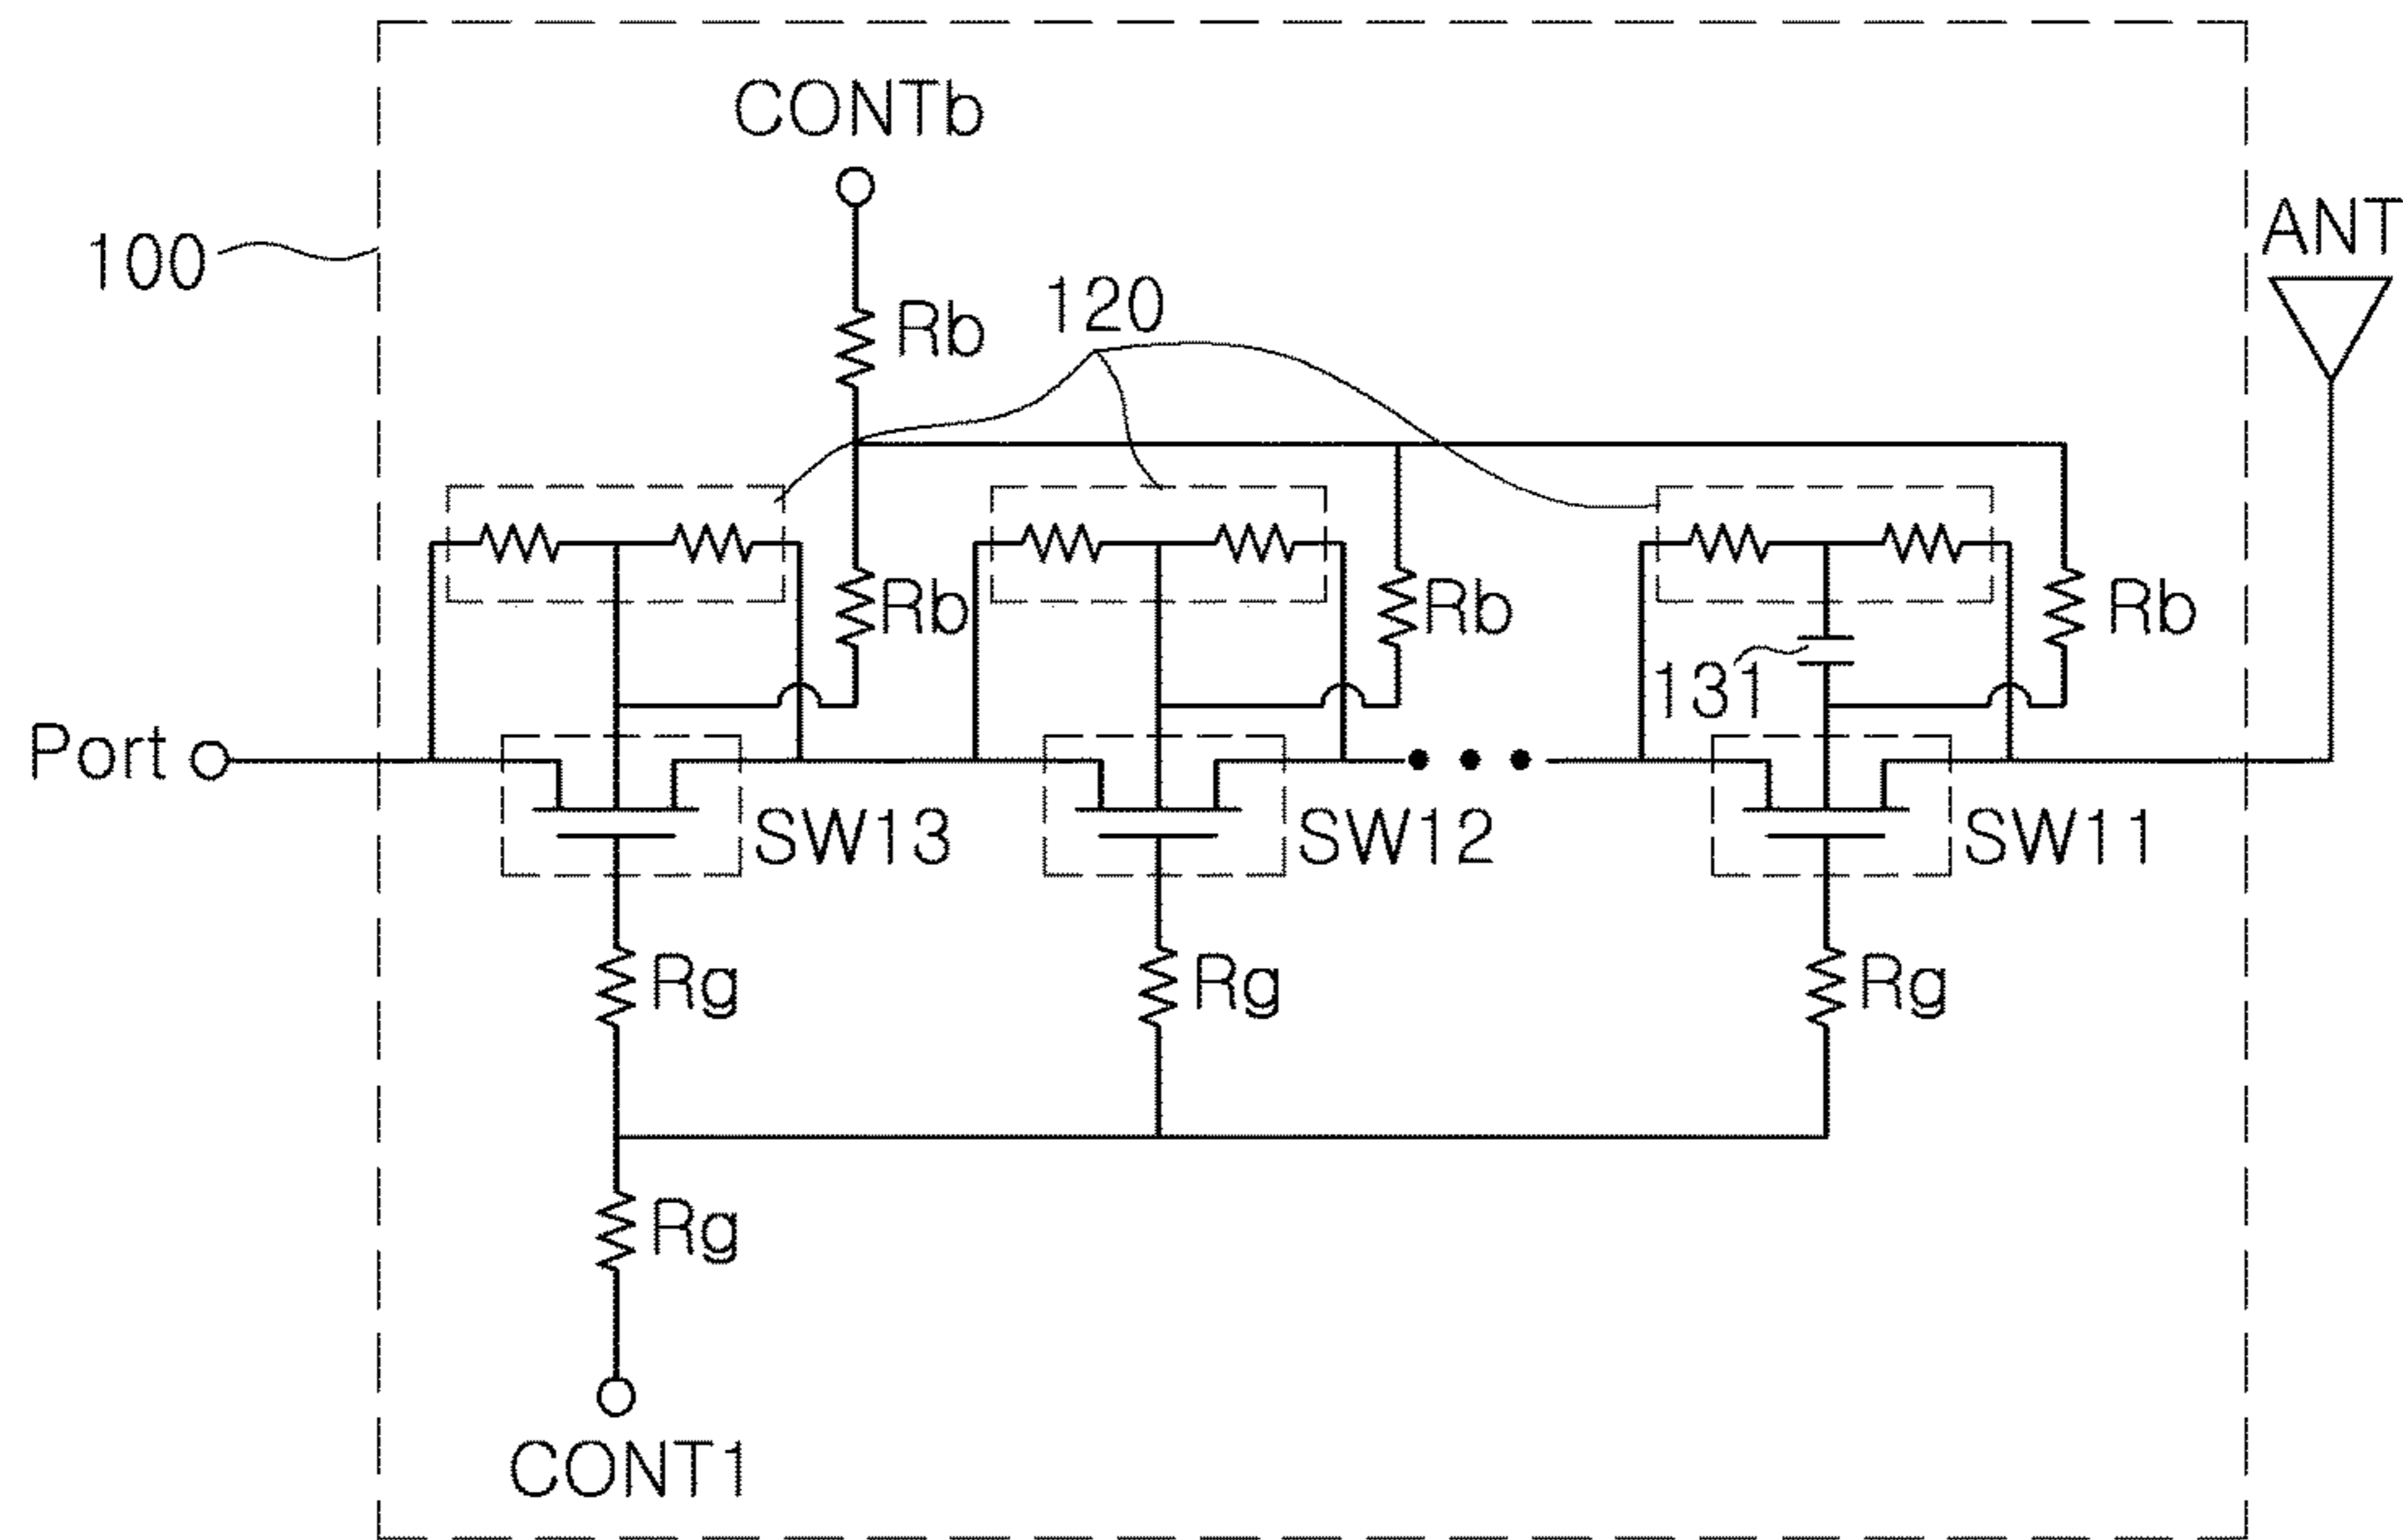 CONTb
100
ANT
Rb
120
Rb
Rb
Rb
131
Port
SW13
SW12
SW11
Rg
Rg
Rg
Rg
CONT1